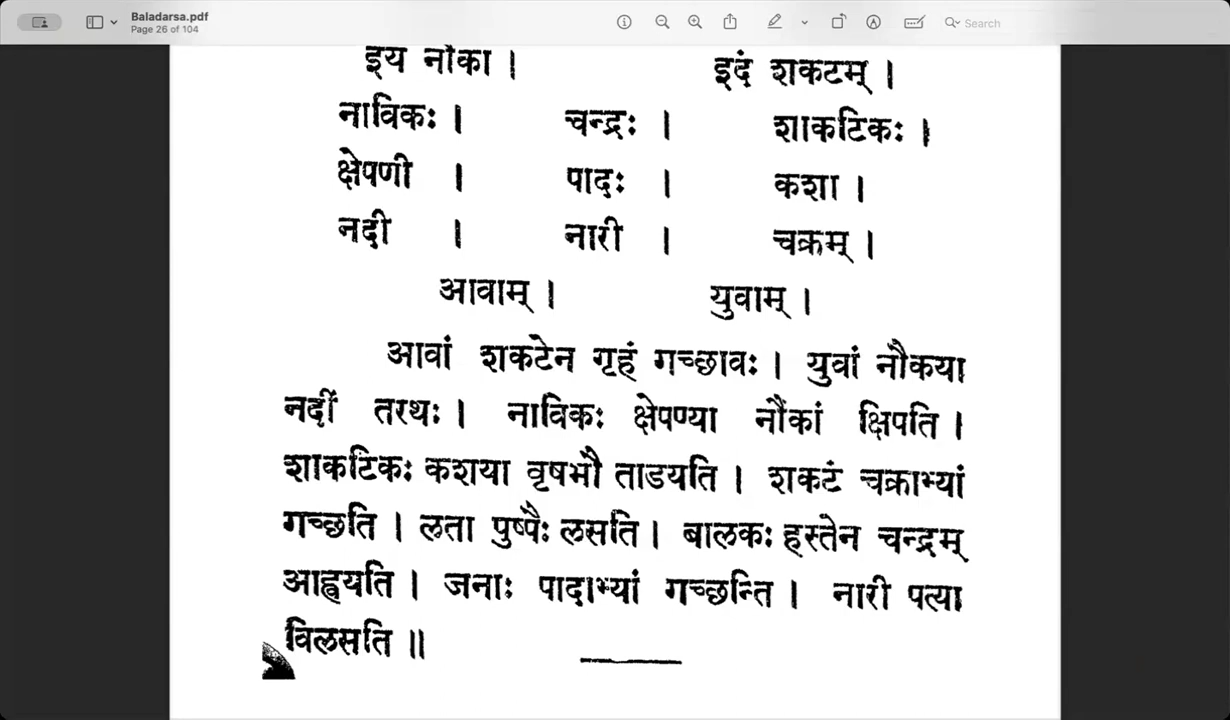 Baladarsa.pdf
Page 26 of 104
Search
इयं नौका । इदं शकटम् ।
नाविकः । चन्द्रः । शाकटिकः ।
क्षेपणी । पादः । कशा ।
नदी । नारी । चक्रम् ।
आवाम् । युवाम् ।
आवां शकटेन गृहं गच्छावः । युवां नौकया
नदीं तरथः । नाविकः क्षेपण्या नौकां क्षिपति ।
शाकटिकः कशया वृषभौ ताडयति । शकटं चक्राभ्यां
गच्छति । लता पुष्पैः लसति । बालकः हस्तेन चन्द्रम्
आह्वयति । जनाः पादाभ्यां गच्छन्ति । नारी पत्या
विलसति ॥